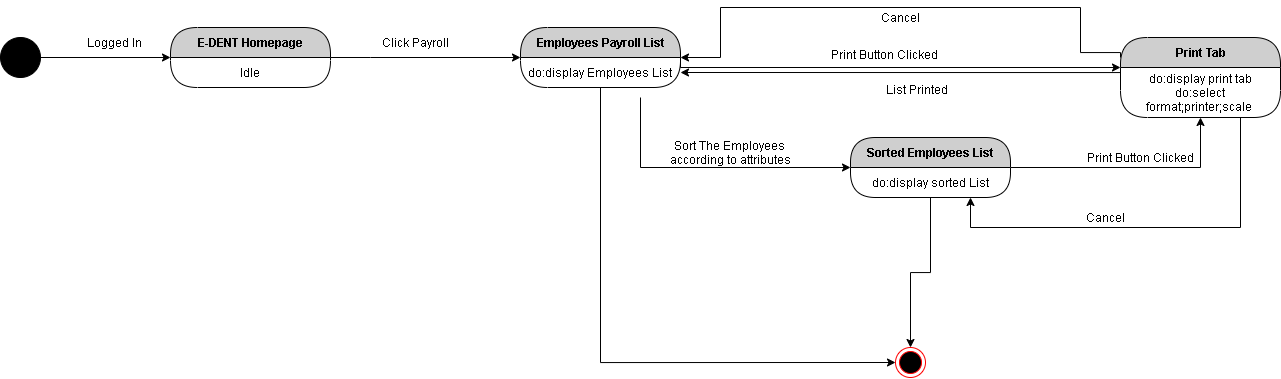 Cancel
Logged In
E-DENT Homepage
Click Payroll
Employees Payroll List
Print Button Clicked
Print Tab
Idle
do:display Employees List
do:display print tab
do:select
format;printer;scale
List Printed
Sort The Employees
according to attributes
Sorted Employees List
Print Button Clicked
do:display sorted List
Cancel